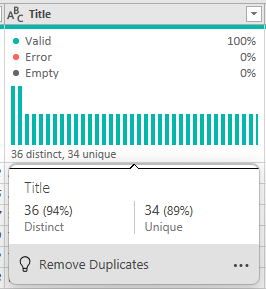 ABC Title
Valid 100%
Error 0%
Empty 0%
36 distinct, 34 unique
Title
36 (94%) 34 (89%)
Distinct Unique
Remove Duplicates ...